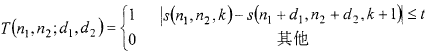 T(n₁,n₂;d₁,d₂)= { 1  |s(n₁,n₂,k)−s(n₁+d₁,n₂+d₂,k+1)|≤t
0  其他